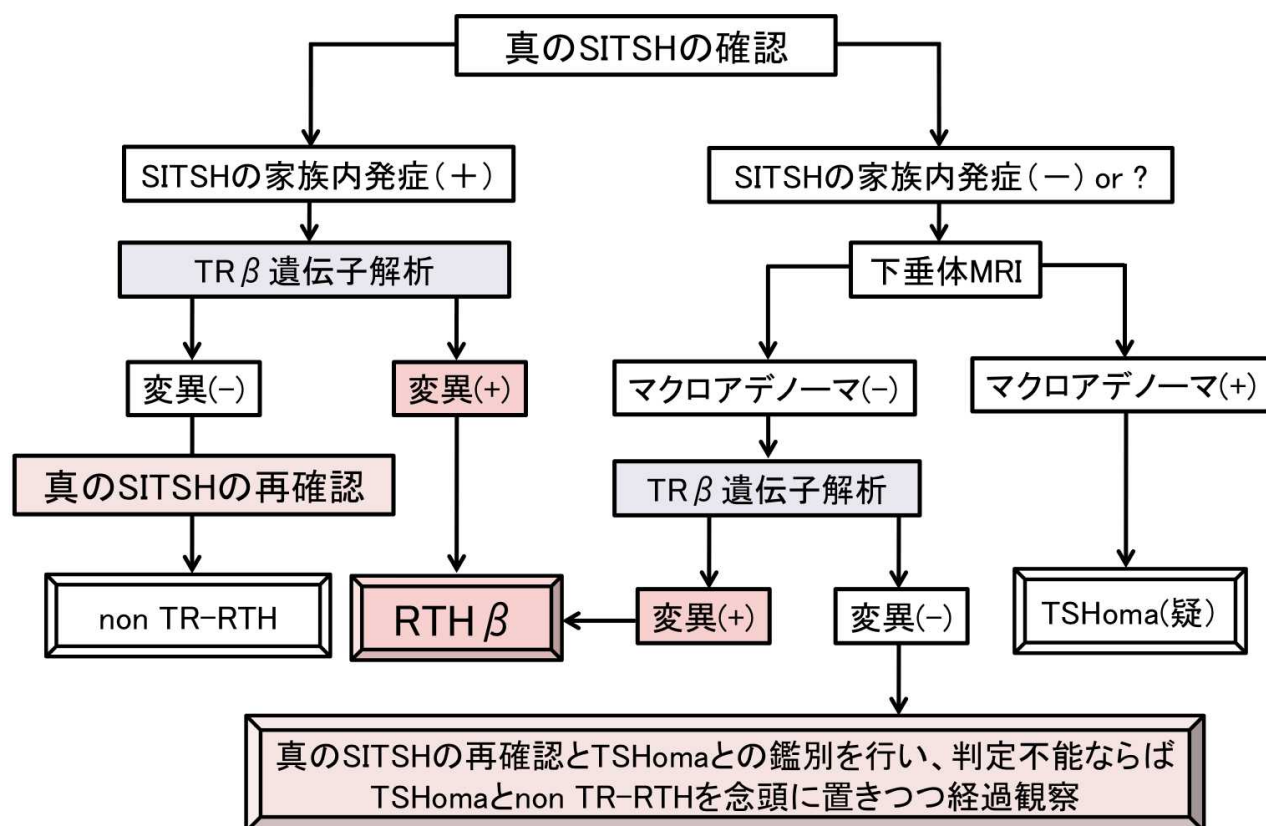 真のSITSHの確認
SITSHの家族内発症(＋)
SITSHの家族内発症(－) or ?
TRβ遺伝子解析
下垂体MRI
変異(-)
変異(+)
マクロアデノーマ(-)
マクロアデノーマ(+)
真のSITSHの再確認
TRβ遺伝子解析
non TR-RTH
RTHβ
変異(+)
変異(-)
TSHoma(疑)
真のSITSHの再確認とTSHomaとの鑑別を行い、判定不能ならば
TSHomaとnon TR-RTHを念頭に置きつつ経過観察